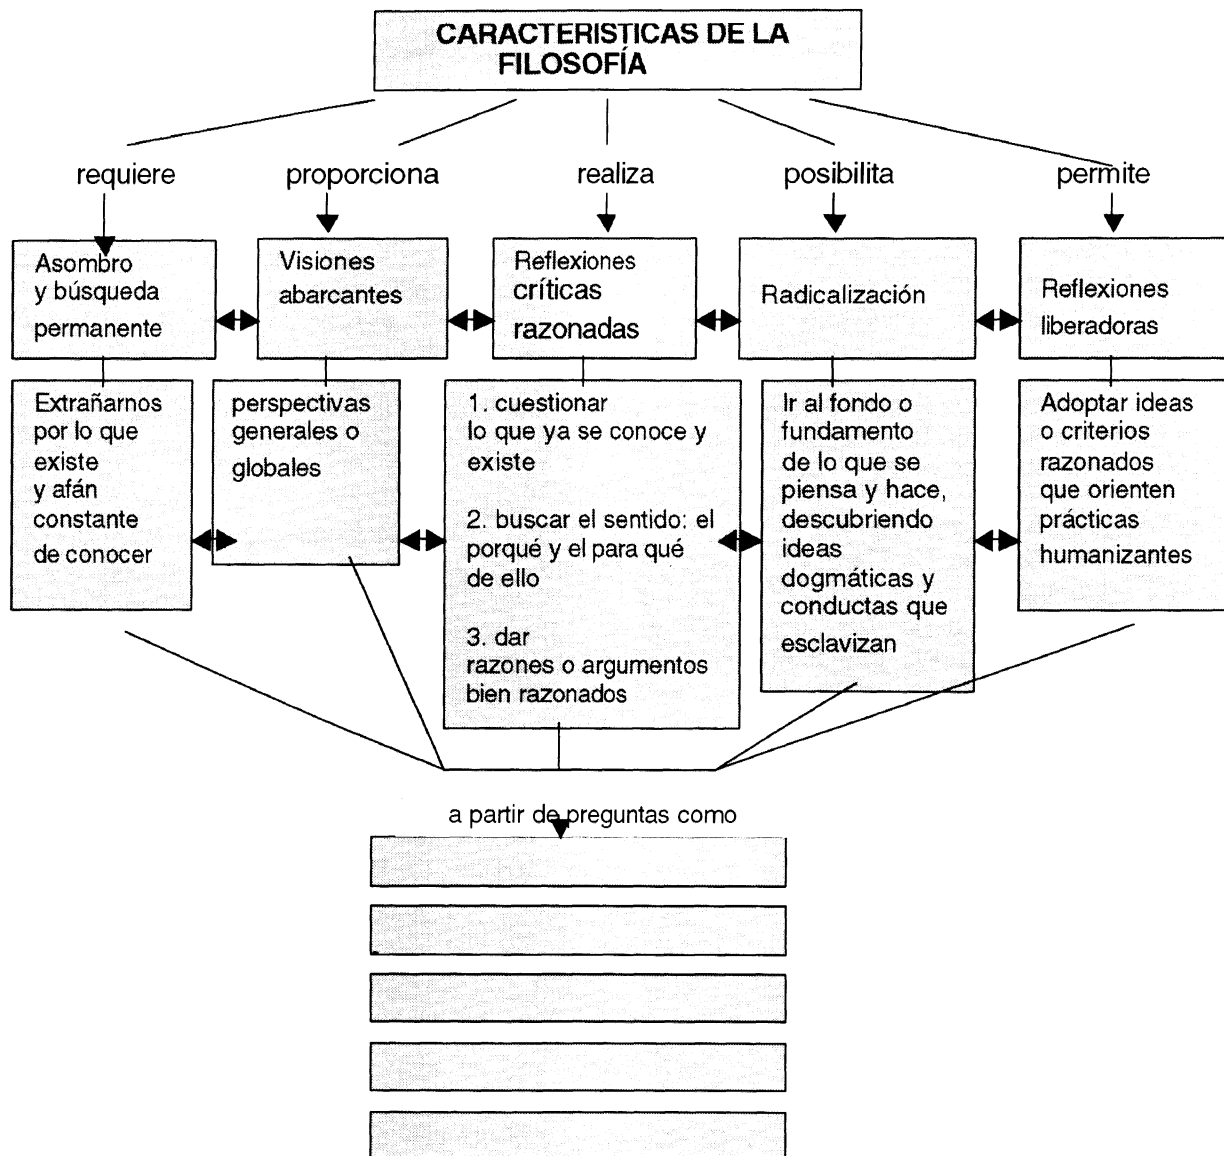 CARACTERISTICAS DE LA
FILOSOFÍA
requiere
proporciona
realiza
posibilita
permite
Asombro
y búsqueda
permanente
Visiones
abarcantes
Reflexiones
críticas
razonadas
Radicalización
Reflexiones
liberadoras
Extrañarnos
por lo que
existe
y afán
constante
de conocer
perspectivas
generales o
globales
1. cuestionar
lo que ya se conoce y
existe
2. buscar el sentido: el
porqué y el para qué
de ello
3. dar
razones o argumentos
bien razonados
Ir al fondo o
fundamento
de lo que se
piensa y hace,
descubriendo
ideas
dogmáticas y
conductas que
esclavizan
Adoptar ideas
o criterios
razonados
que orienten
prácticas
humanizantes
a partir de preguntas como